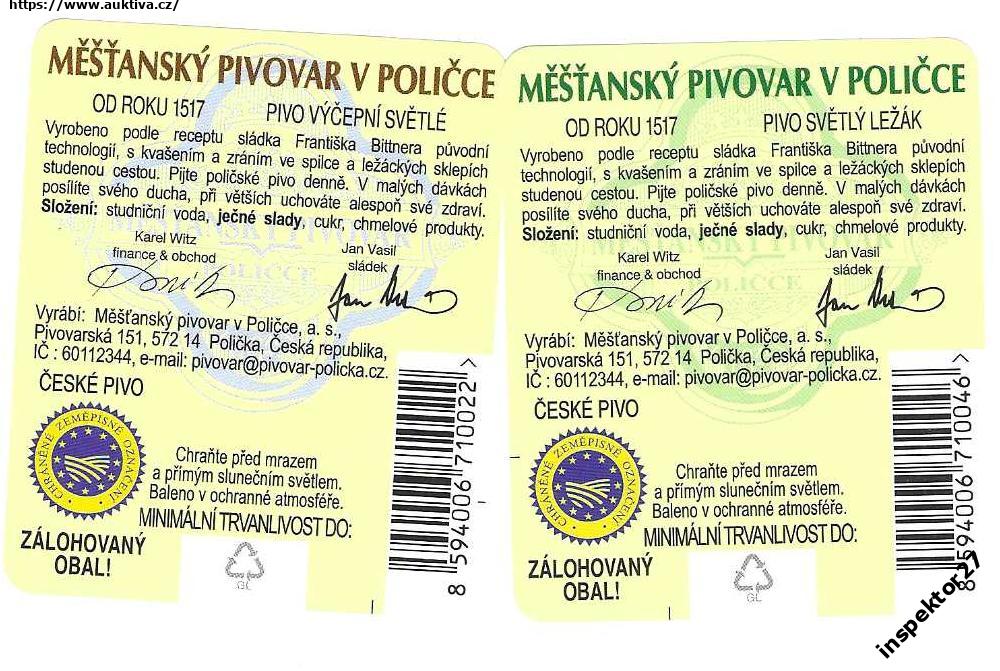 https://www.auktiva.cz/
MĚŠŤANSKÝ PIVOVAR V POLIČCE
OD ROKU 1517 PIVO VÝČEPNÍ SVĚTLÉ
Vyrobeno podle receptu sládka Františka Bittnera původní
technologií, s kvašením a zráním ve spilce a ležáckých sklepích
studenou cestou. Pijte poličské pivo denně. V malých dávkách
posílíte svého ducha, při větších uchováte alespoň své zdraví.
Složení: studniční voda, ječné slady, cukr, chmelové produkty.
Karel Witz
finance & obchod
Jan Vasil
sládek
Vyrábí: Měšťanský pivovar v Poličce, a. s.,
Pivovarská 151, 572 14 Polička, Česká republika,
IČ : 60112344, e-mail: pivovar@pivovar-policka.cz.
ČESKÉ PIVO
CHRÁNĚNÉ ZEMĚPISNÉ OZNAČENÍ
Chraňte před mrazem
a přímým slunečním světlem.
Baleno v ochranné atmosféře.
MINIMÁLNÍ TRVANLIVOST DO:
ZÁLOHOVANÝ
OBAL!
GL
8 594006 710022 >
MĚŠŤANSKÝ PIVOVAR V POLIČCE
OD ROKU 1517 PIVO SVĚTLÝ LEŽÁK
Vyrobeno podle receptu sládka Františka Bittnera původní
technologií, s kvašením a zráním ve spilce a ležáckých sklepích
studenou cestou. Pijte poličské pivo denně. V malých dávkách
posílíte svého ducha, při větších uchováte alespoň své zdraví.
Složení: studniční voda, ječné slady, cukr, chmelové produkty.
Karel Witz
finance & obchod
Jan Vasil
sládek
Vyrábí: Měšťanský pivovar v Poličce, a. s.,
Pivovarská 151, 572 14 Polička, Česká republika,
IČ : 60112344, e-mail: pivovar@pivovar-policka.cz.
ČESKÉ PIVO
CHRÁNĚNÉ ZEMĚPISNÉ OZNAČENÍ
Chraňte před mrazem
a přímým slunečním světlem.
Baleno v ochranné atmosféře.
MINIMÁLNÍ TRVANLIVOST DO:
ZÁLOHOVANÝ
OBAL!
GL
8 594006 710046 >
inspektor27